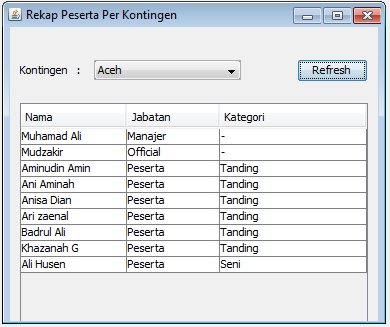 Rekap Peserta Per Kontingen
Kontingen : Aceh Refresh
Nama Jabatan Kategori
Muhamad Ali Manajer -
Mudzakir Official -
Aminudin Amin Peserta Tanding
Ani Aminah Peserta Tanding
Anisa Dian Peserta Tanding
Ari zaenal Peserta Tanding
Badrul Ali Peserta Tanding
Khazanah G Peserta Tanding
Ali Husen Peserta Seni